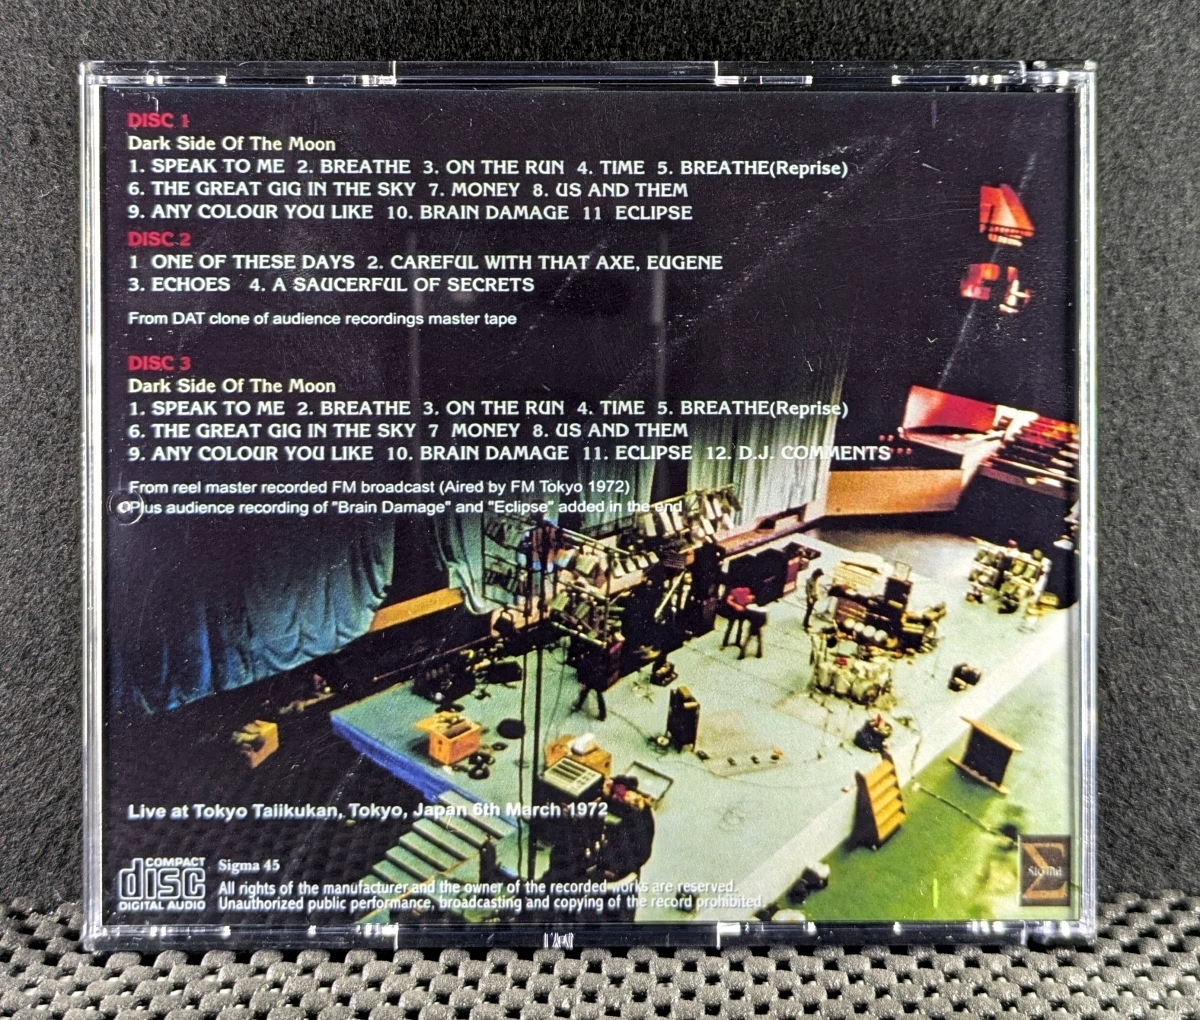 DISC 1
Dark Side Of The Moon
1. SPEAK TO ME 2. BREATHE 3. ON THE RUN 4. TIME 5. BREATHE(Reprise)
6. THE GREAT GIG IN THE SKY 7. MONEY 8. US AND THEM
9. ANY COLOUR YOU LIKE 10. BRAIN DAMAGE 11 ECLIPSE
DISC 2
1 ONE OF THESE DAYS 2. CAREFUL WITH THAT AXE, EUGENE
3. ECHOES 4. A SAUCERFUL OF SECRETS
From DAT clone of audience recordings master tape
DISC 3
Dark Side Of The Moon
1. SPEAK TO ME 2. BREATHE 3. ON THE RUN 4. TIME 5. BREATHE(Reprise)
6. THE GREAT GIG IN THE SKY 7 MONEY 8. US AND THEM
9. ANY COLOUR YOU LIKE 10. BRAIN DAMAGE 11. ECLIPSE 12. D.J. COMMENTS
From reel master recorded FM broadcast (Aired by FM Tokyo 1972)
Plus audience recording of "Brain Damage" and "Eclipse" added in the end
Live at Tokyo Taiikukan, Tokyo, Japan 6th March 1972
COMPACT
disc
DIGITAL AUDIO
Sigma 45
All rights of the manufacturer and the owner of the recorded works are reserved.
Unauthorized public performance, broadcasting and copying of the record prohibited.
Σ
SIGMA